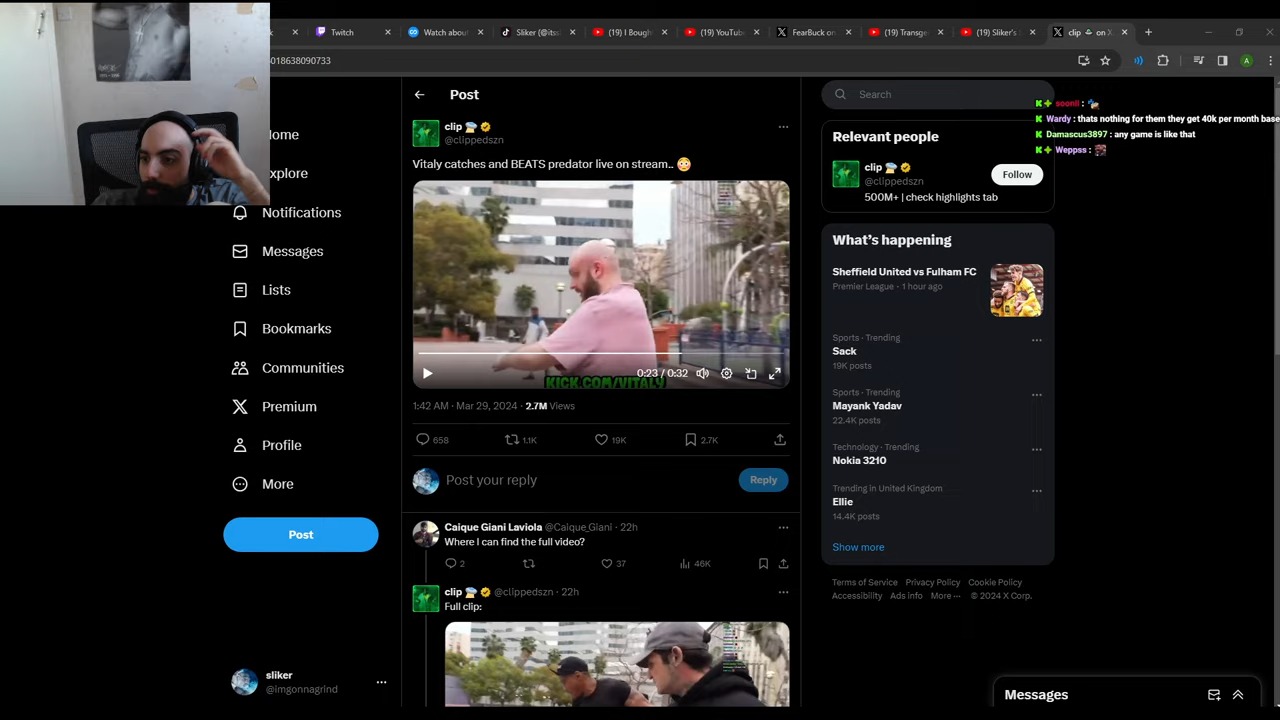 Twitch
Watch about
Sliker (@itss
(19) I Bough
(19) YouTube
FearBuck on
(19) Transge
(19) Sliker's
clip on X
018638090733
A
Home
Explore
Notifications
Messages
Lists
Bookmarks
Communities
Premium
Profile
More
Post
sliker
@imgonnagrind
Post
clip
@clippedszn
Vitaly catches and BEATS predator live on stream..
KICK.COM/VITALY
0:23 / 0:32
1:42 AM · Mar 29, 2024 · 2.7M Views
658 1.1K 19K 2.7K
Post your reply
Reply
Caique Giani Laviola @Caique_Giani · 22h
Where I can find the full video?
2 37 46K
clip @clippedszn · 22h
Full clip:
Search
soonii :
Wardy : thats nothing for them they get 40k per month base
Damascus3897 : any game is like that
Weppss :
Relevant people
clip
@clippedszn
Follow
500M+ | check highlights tab
What's happening
Sheffield United vs Fulham FC
Premier League · 1 hour ago
Sports · Trending
Sack
19K posts
Sports · Trending
Mayank Yadav
22.4K posts
Technology · Trending
Nokia 3210
Trending in United Kingdom
Ellie
14.4K posts
Show more
Terms of Service Privacy Policy Cookie Policy
Accessibility Ads info More ··· © 2024 X Corp.
Messages